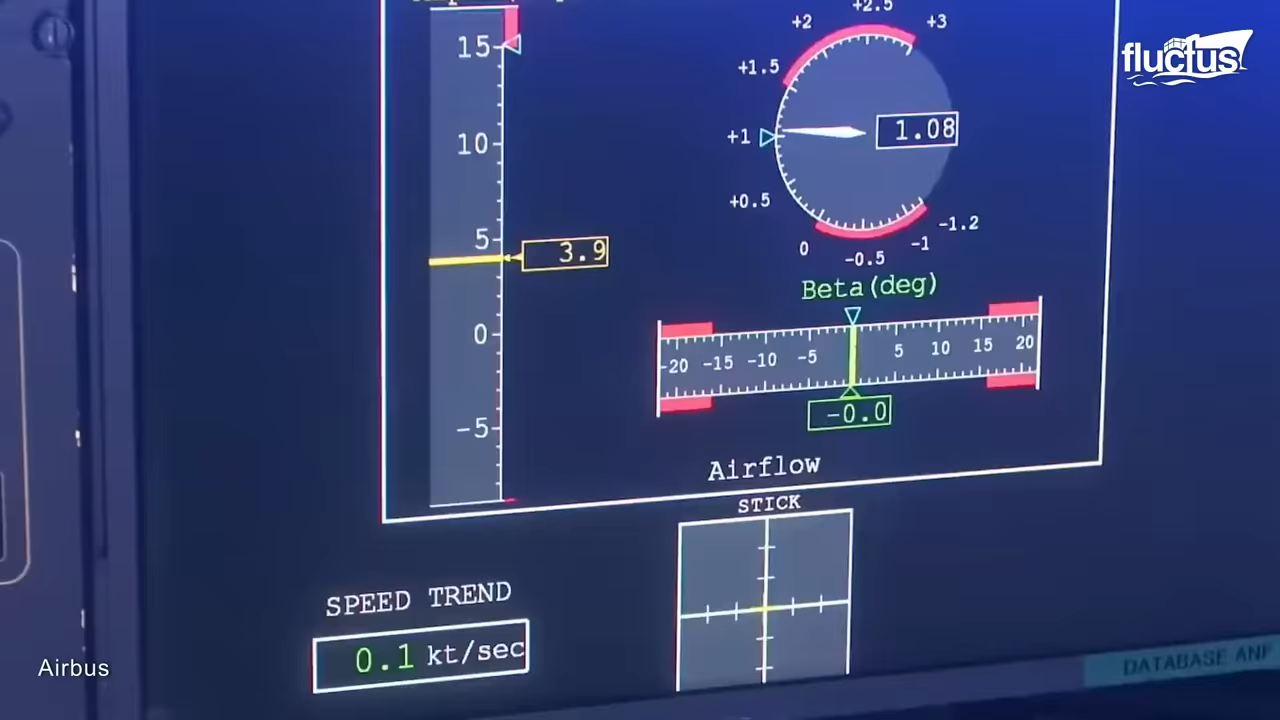 fluctus
+2.5
+2
+3
15
+1.5
10
+1
1.08
+0.5
5
3.9
-1.2
0
-1
-0.5
Beta(deg)
0
-20 -15 -10 -5 5 10 15 20
-5
-0.0
Airflow
STICK
SPEED TREND
0.1 kt/sec
Airbus
DATABASE ANF